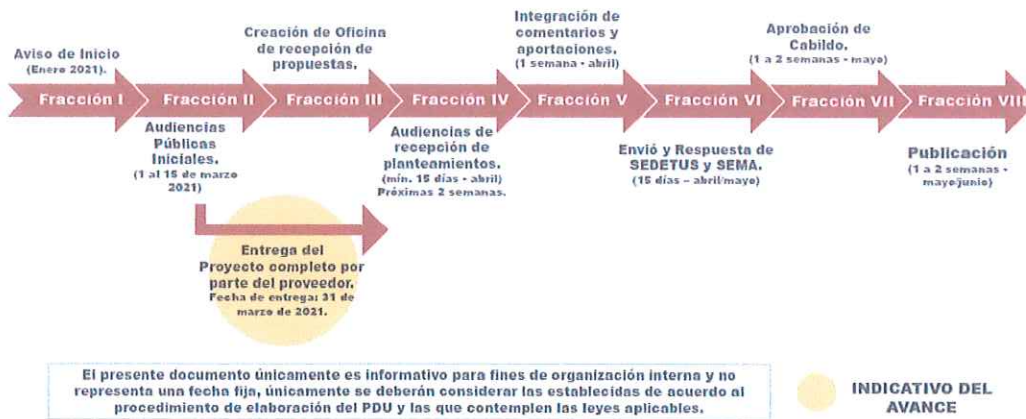 Aviso de Inicio
(Enero 2021).
Creación de Oficina
de recepción de
propuestas.
Integración de
comentarios y
aportaciones.
(1 semana - abril)
Aprobación de
Cabildo.
(1 a 2 semanas - mayo)
Fracción I
Fracción II
Fracción III
Fracción IV
Fracción V
Fracción VI
Fracción VII
Fracción VIII
Audiencias
Públicas
Iniciales.
(1 al 15 de marzo
2021)
Audiencias de
recepción de
planteamientos.
(mín. 15 días - abril)
Próximas 2 semanas.
Envió y Respuesta de
SEDETUS y SEMA.
(15 días – abril/mayo)
Publicación
(1 a 2 semanas -
mayo/junio)
Entrega del
Proyecto completo por
parte del proveedor.
Fecha de entrega: 31 de
marzo de 2021.
El presente documento únicamente es informativo para fines de organización interna y no
representa una fecha fija, únicamente se deberán considerar las establecidas de acuerdo al
procedimiento de elaboración del PDU y las que contemplen las leyes aplicables.
INDICATIVO DEL
AVANCE